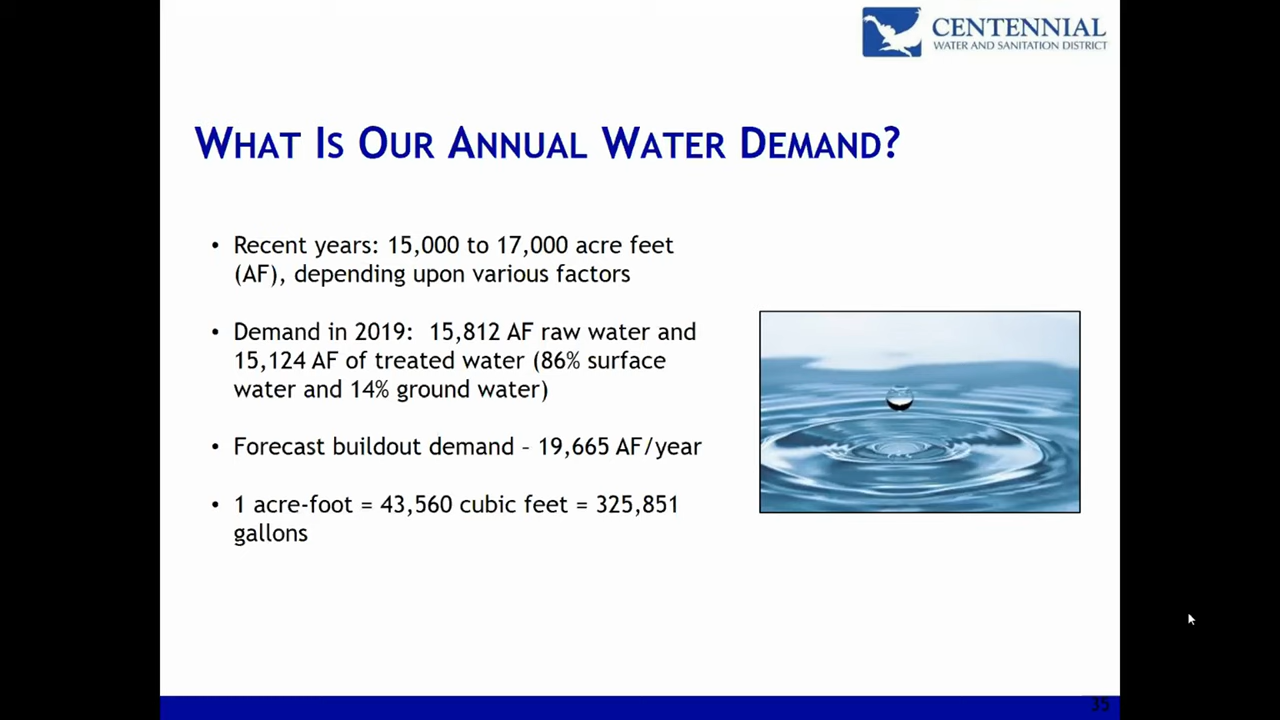 CENTENNIAL
WATER AND SANITATION DISTRICT
WHAT IS OUR ANNUAL WATER DEMAND?
• Recent years: 15,000 to 17,000 acre feet
(AF), depending upon various factors
• Demand in 2019: 15,812 AF raw water and
15,124 AF of treated water (86% surface
water and 14% ground water)
• Forecast buildout demand – 19,665 AF/year
• 1 acre-foot = 43,560 cubic feet = 325,851
gallons
35